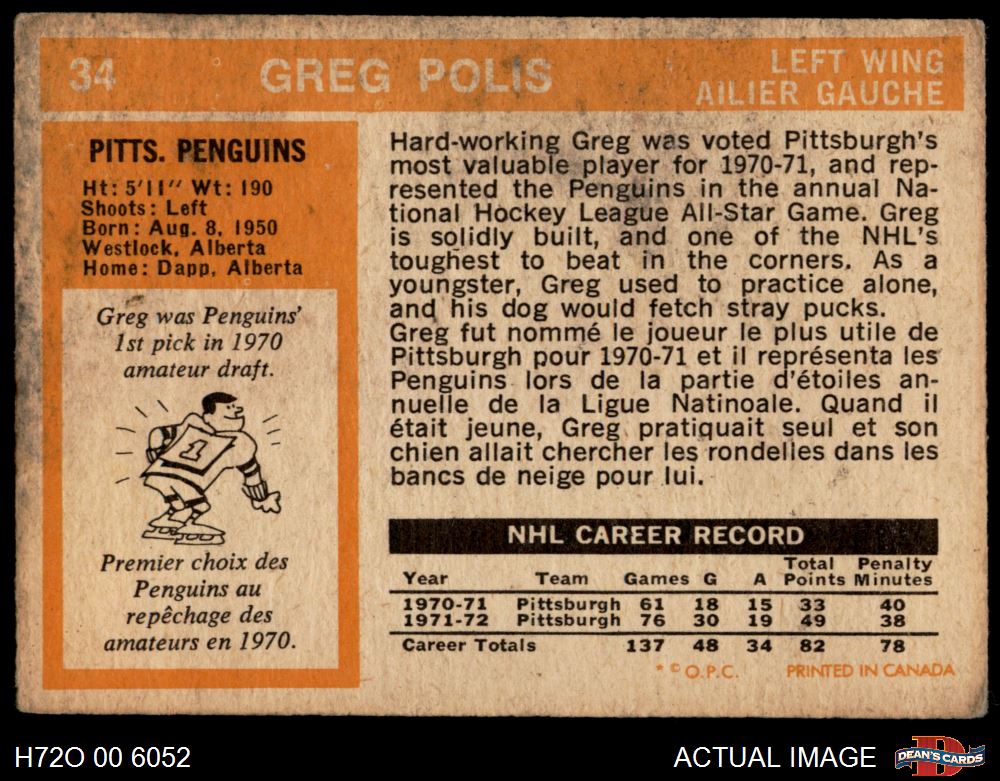 34 GREG POLIS LEFT WING
AILIER GAUCHE
PITTS. PENGUINS
Ht: 5'11" Wt: 190
Shoots: Left
Born: Aug. 8, 1950
Westlock, Alberta
Home: Dapp, Alberta
Greg was Penguins'
1st pick in 1970
amateur draft.
1
Premier choix des
Penguins au
repêchage des
amateurs en 1970.
Hard-working Greg was voted Pittsburgh's
most valuable player for 1970-71, and rep-
resented the Penguins in the annual Na-
tional Hockey League All-Star Game. Greg
is solidly built, and one of the NHL's
toughest to beat in the corners. As a
youngster, Greg used to practice alone,
and his dog would fetch stray pucks.
Greg fut nommé le joueur le plus utile de
Pittsburgh pour 1970-71 et il représenta les
Penguins lors de la partie d'étoiles an-
nuelle de la Ligue Natinoale. Quand il
était jeune, Greg pratiquait seul et son
chien allait chercher les rondelles dans les
bancs de neige pour lui.
NHL CAREER RECORD
Year Team Games G A Total Points Penalty Minutes
1970-71 Pittsburgh 61 18 15 33 40
1971-72 Pittsburgh 76 30 19 49 38
Career Totals 137 48 34 82 78
* © O.P.C. PRINTED IN CANADA
H72O 00 6052 ACTUAL IMAGE DEAN'S CARDS